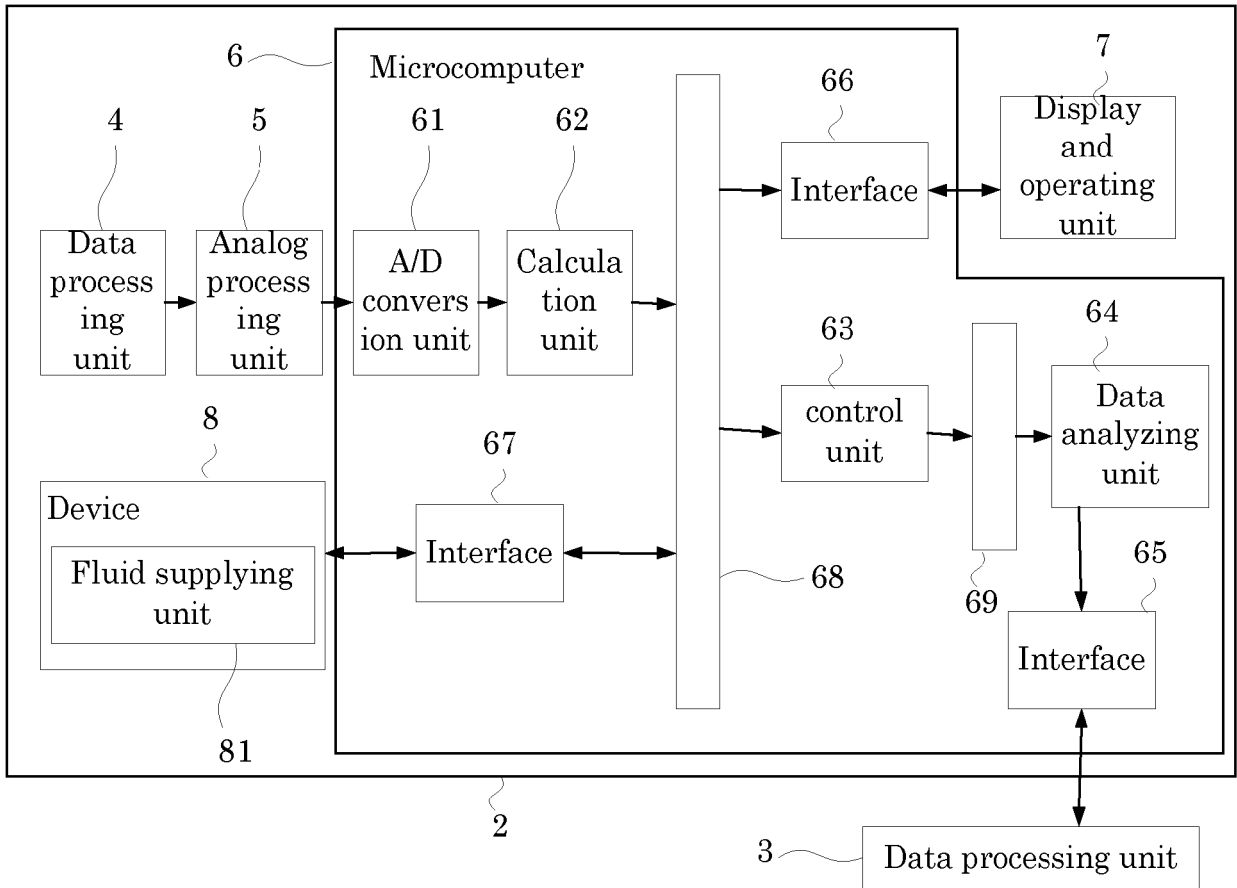 6
Microcomputer
7
66
Display
and
operating
unit
4
5
61
62
Interface
Data
process
ing
unit
Analog
process
ing
unit
A/D
convers
ion unit
Calcula
tion
unit
63
64
control
unit
Data
analyzing
unit
8
67
Device
Fluid supplying
unit
Interface
68
69
65
Interface
81
2
3
Data processing unit